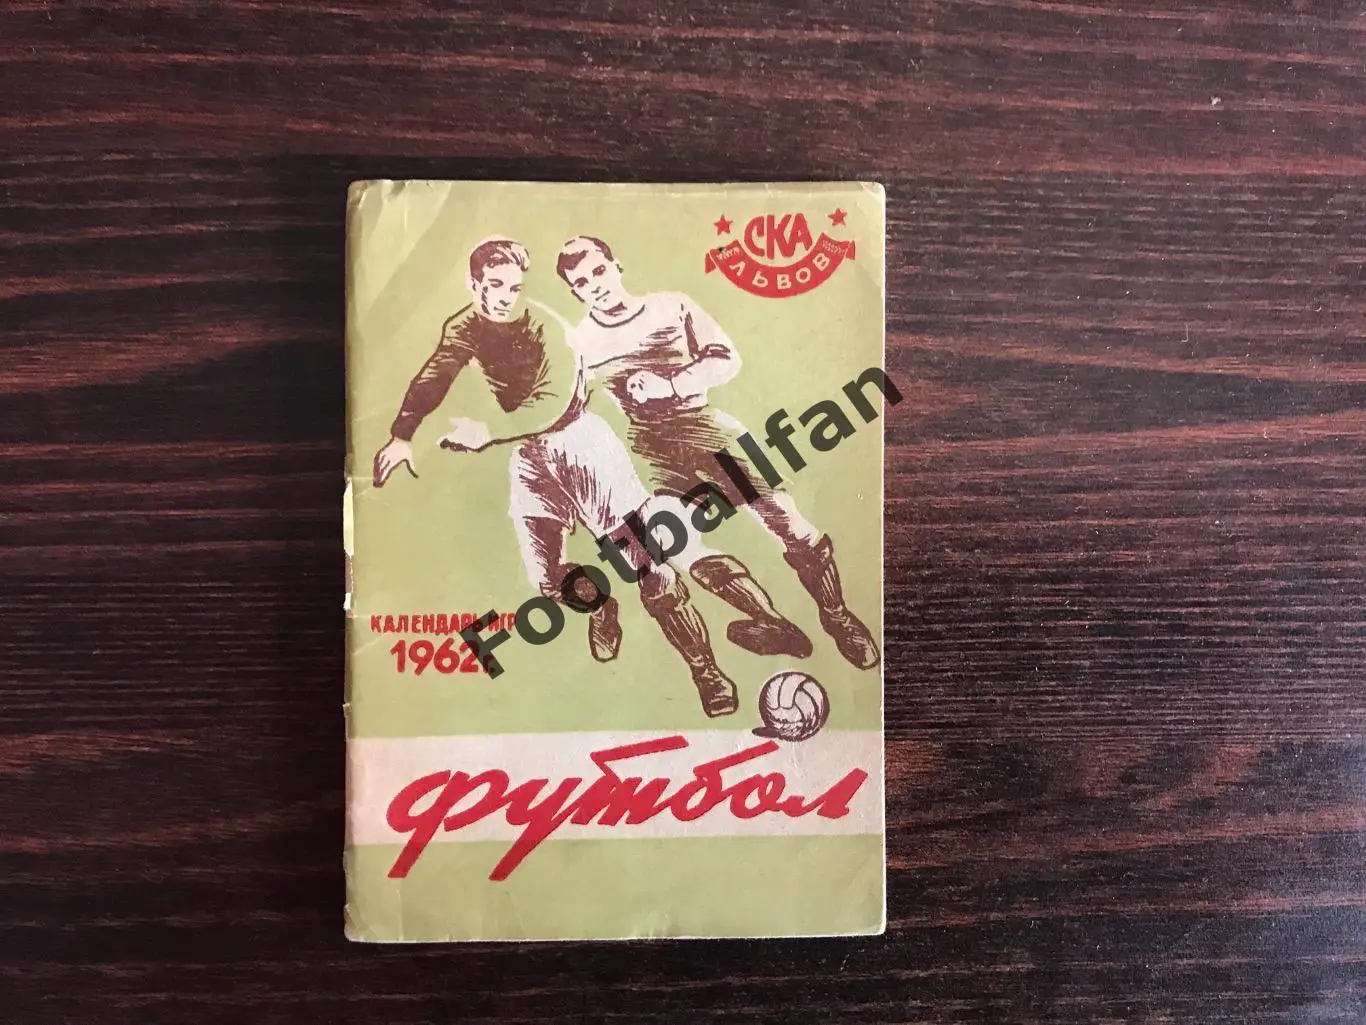 СКА
ЛЬВОВ
КАЛЕНДАРЬ ИГР
1962г.
футбол
Footballfan